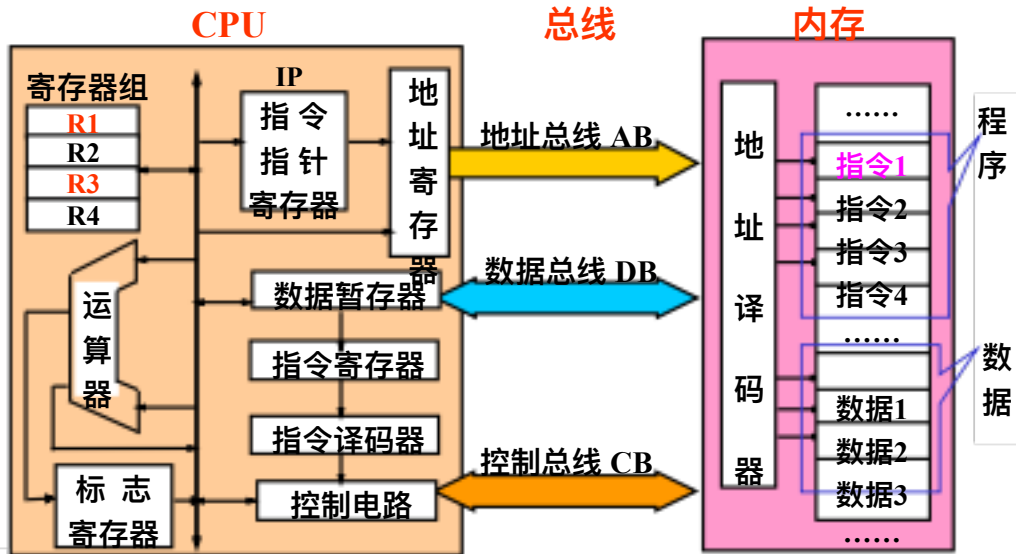 CPU
总线
内存
寄存器组
R1
R2
R3
R4
IP
指 令
指 针
寄存器
地
址
寄
存
器
运
算
器
数据暂存器
指令寄存器
指令译码器
控制电路
标 志
寄存器
地址总线 AB
数据总线 DB
控制总线 CB
地
址
译
码
器
......
指令1
指令2
指令3
指令4
......
数据1
数据2
数据3
......
程
序
数
据